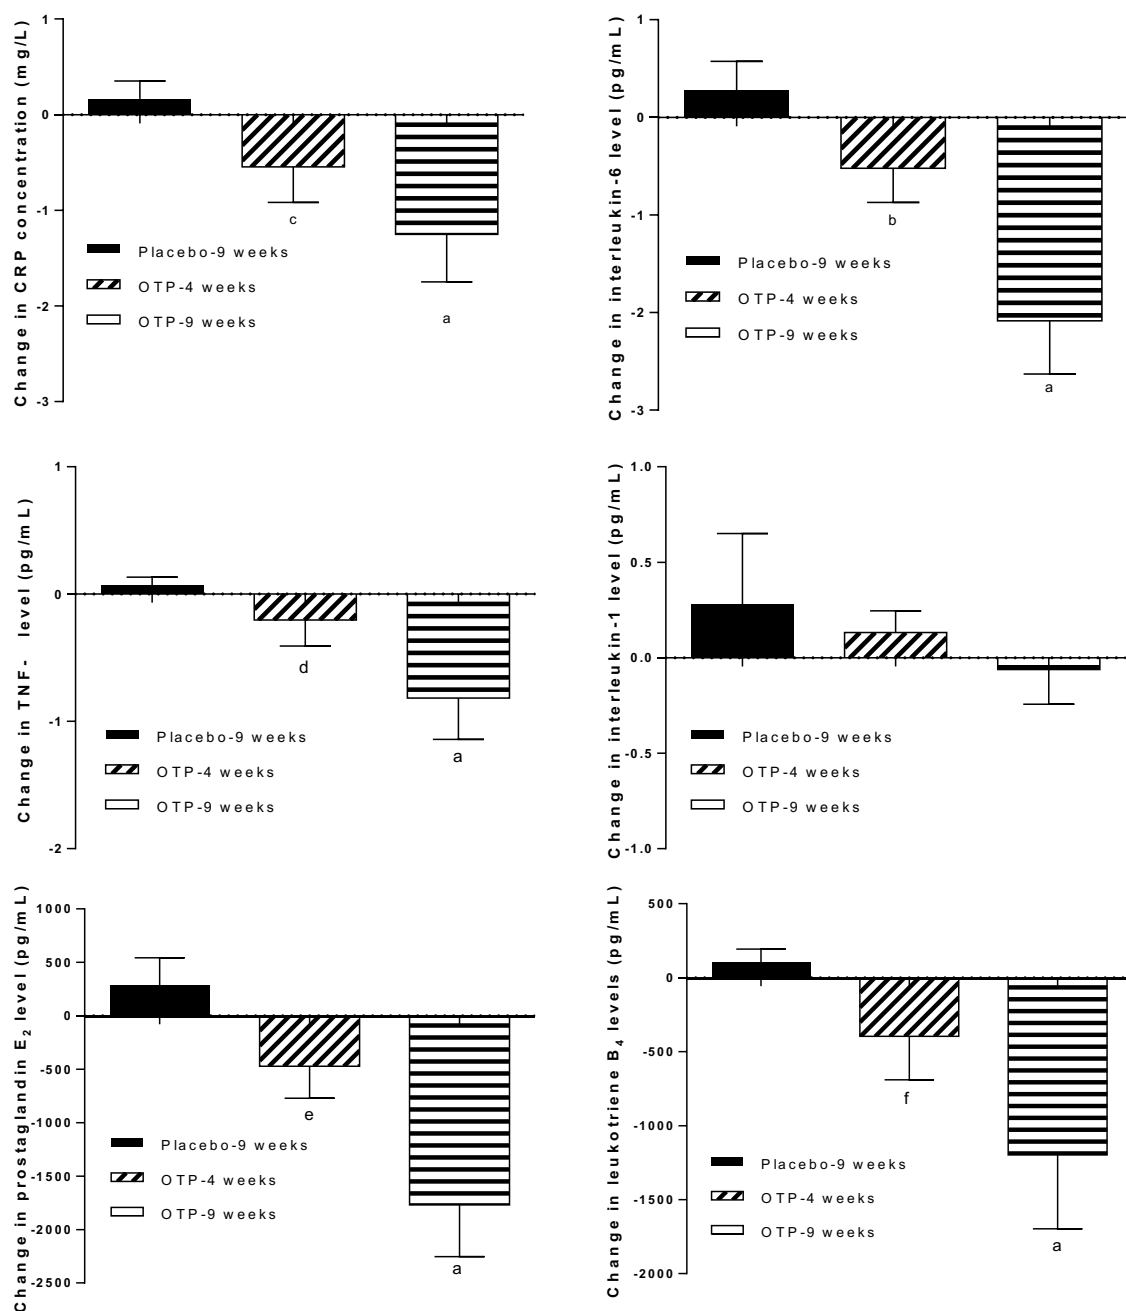 Change in CRP concentration (mg/L)
1
0
-1
-2
-3
c
a
Placebo-9 weeks
OTP-4 weeks
OTP-9 weeks
Change in interleukin-6 level (pg/mL)
1
0
-1
-2
-3
b
a
Placebo-9 weeks
OTP-4 weeks
OTP-9 weeks
Change in TNF- level (pg/mL)
1
0
-1
-2
d
a
Placebo-9 weeks
OTP-4 weeks
OTP-9 weeks
Change in interleukin-1 level (pg/mL)
1.0
0.5
0.0
-0.5
-1.0
Placebo-9 weeks
OTP-4 weeks
OTP-9 weeks
Change in prostaglandin E2 level (pg/mL)
1000
500
0
-500
-1000
-1500
-2000
-2500
e
a
Placebo-9 weeks
OTP-4 weeks
OTP-9 weeks
Change in leukotriene B4 levels (pg/mL)
500
0
-500
-1000
-1500
-2000
f
a
Placebo-9 weeks
OTP-4 weeks
OTP-9 weeks